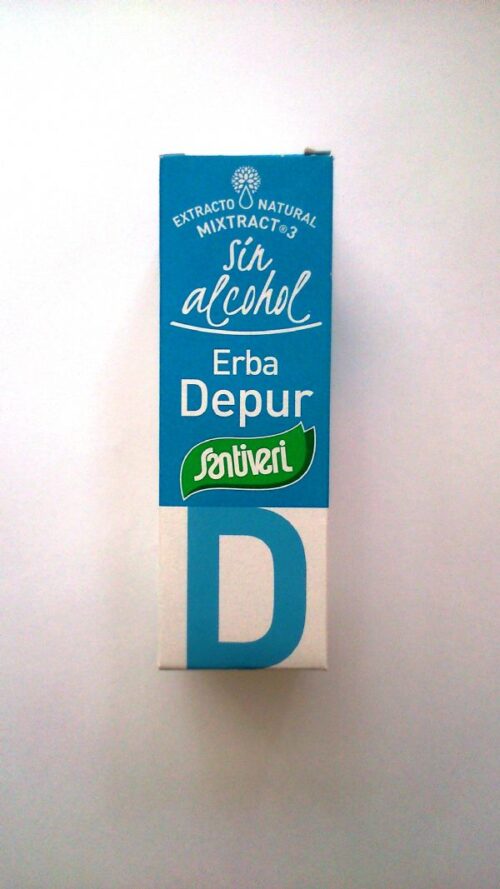 EXTRACTO NATURAL
MIXTRACT®3
sin
alcohol
Erba
Depur
Santiveri
D